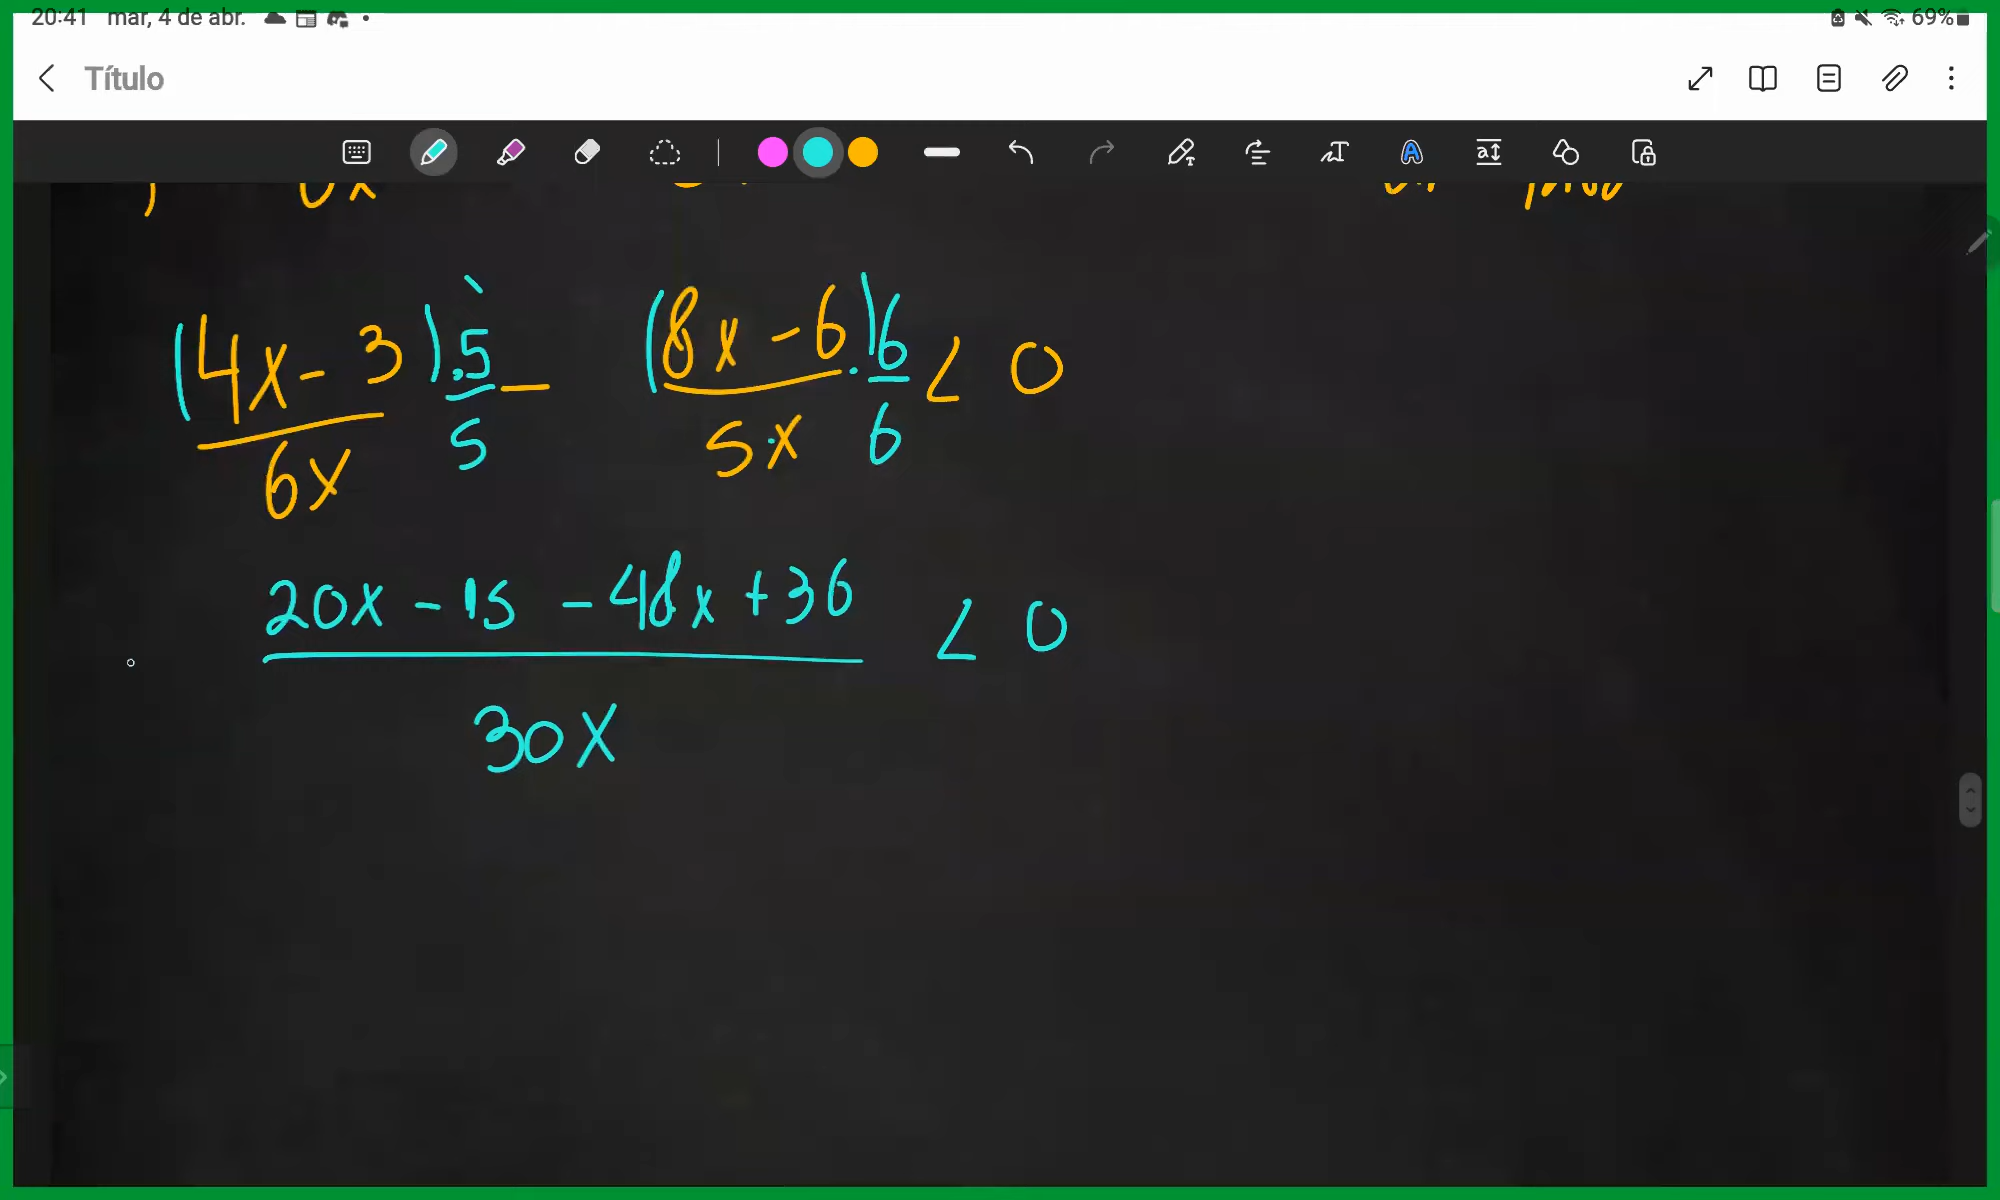 20:41 mar, 4 de abr. 69%
Título
(4x - 3).5/5 - (8x - 6).6/6 < 0
6x 5x
20x - 15 - 48x + 36 < 0
30x